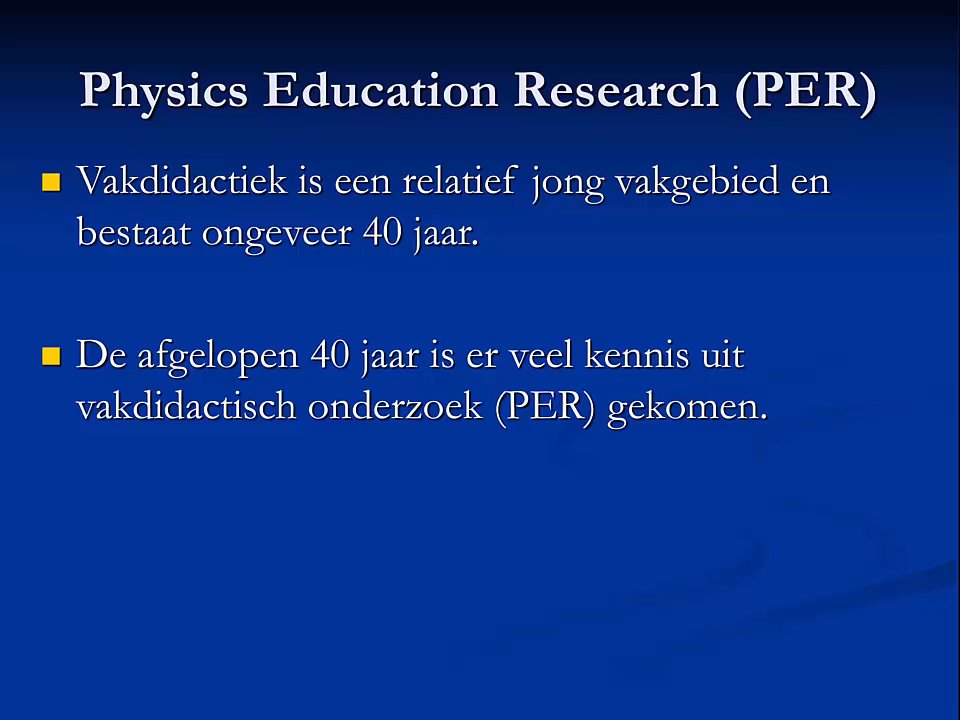 Physics Education Research (PER)
Vakdidactiek is een relatief jong vakgebied en
bestaat ongeveer 40 jaar.
De afgelopen 40 jaar is er veel kennis uit
vakdidactisch onderzoek (PER) gekomen.